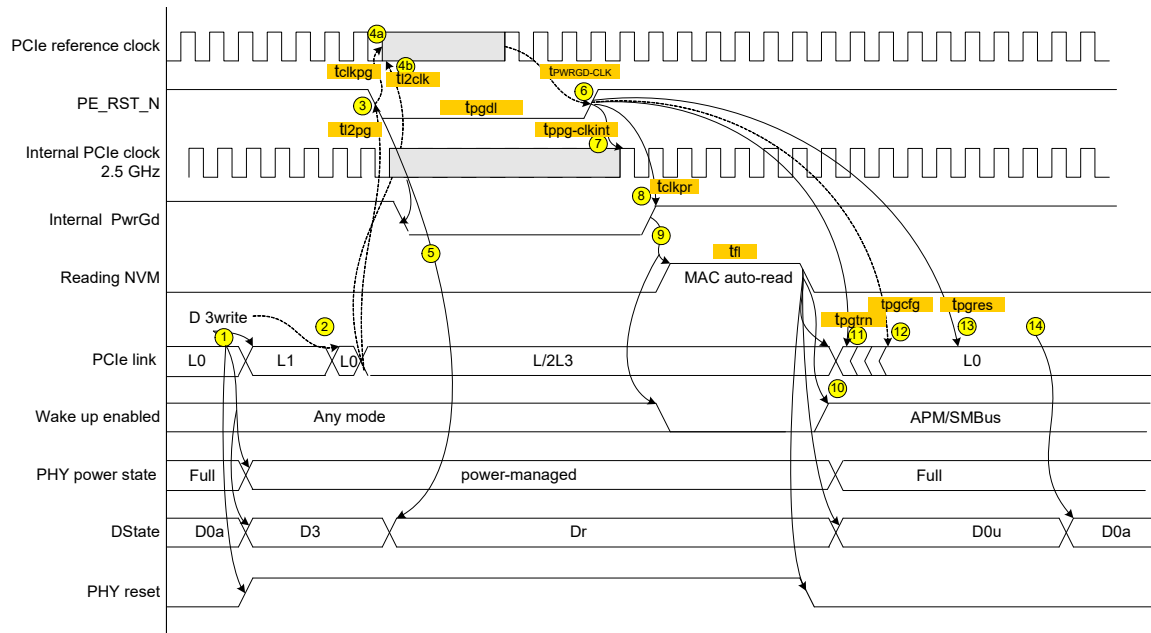 PCIe reference clock
4a
4b
tclkpg
tl2clk
tPWRGD-CLK
PE_RST_N
3
6
tpgdl
tl2pg
tppg-clkint
Internal PCIe clock
2.5 GHz
7
Internal PwrGd
8
tclkpr
9
5
Reading NVM
tfl
MAC auto-read
D 3write
1
2
tpgtrn
tpgcfg
tpgres
11
12
13
14
PCIe link
L0
L1
L0
L/2L3
L0
10
Wake up enabled
Any mode
APM/SMBus
PHY power state
Full
power-managed
Full
DState
D0a
D3
Dr
D0u
D0a
PHY reset